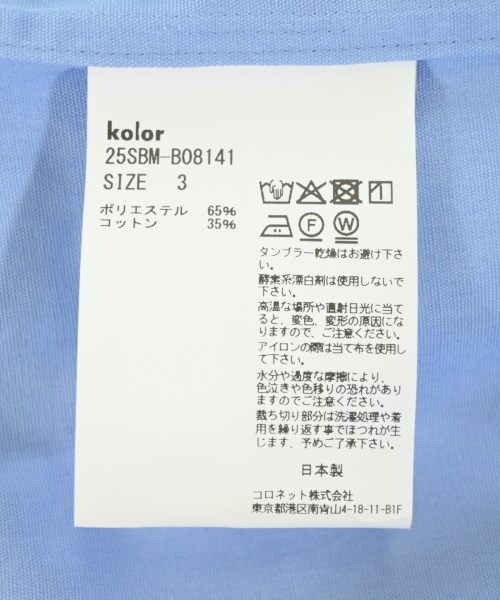 kolor
25SBM-B08141
SIZE 3
ポリエステル 65%
コットン 35%
F W
タンブラー乾燥はお避け下さ
い。
酵素系漂白剤は使用しないで
下さい。
高温な場所や直射日光に当て
ると、変色、変形の原因にな
りますので、ご注意ください。
アイロンの際は当て布を使用し
て下さい。
水分や過度な摩擦により、
色泣きや色移りの恐れがあり
ますのでご注意ください。
裁ち切り部分は洗濯処理や着
用を繰り返す事でほつれが生
じます、予めご了承下さい。
日本製
コロネット株式会社
東京都港区南青山4-18-11-B1F